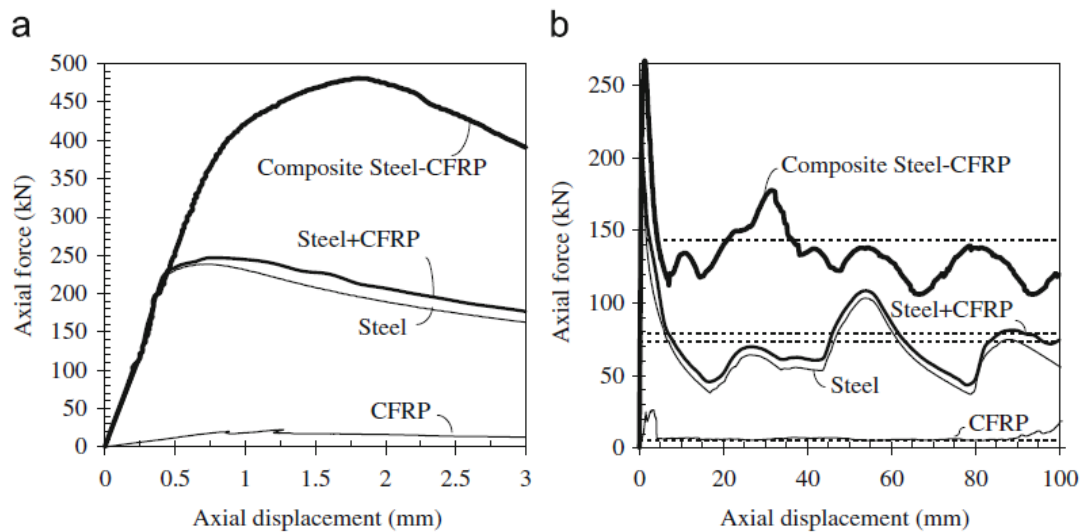 a
500
450
400
350
300
250
200
150
100
50
0
Axial force (kN)
Composite Steel-CFRP
Steel+CFRP
Steel
CFRP
0 0.5 1 1.5 2 2.5 3
Axial displacement (mm)
b
250
200
150
100
50
0
Axial force (kN)
Composite Steel-CFRP
Steel+CFRP
Steel
CFRP
0 20 40 60 80 100
Axial displacement (mm)